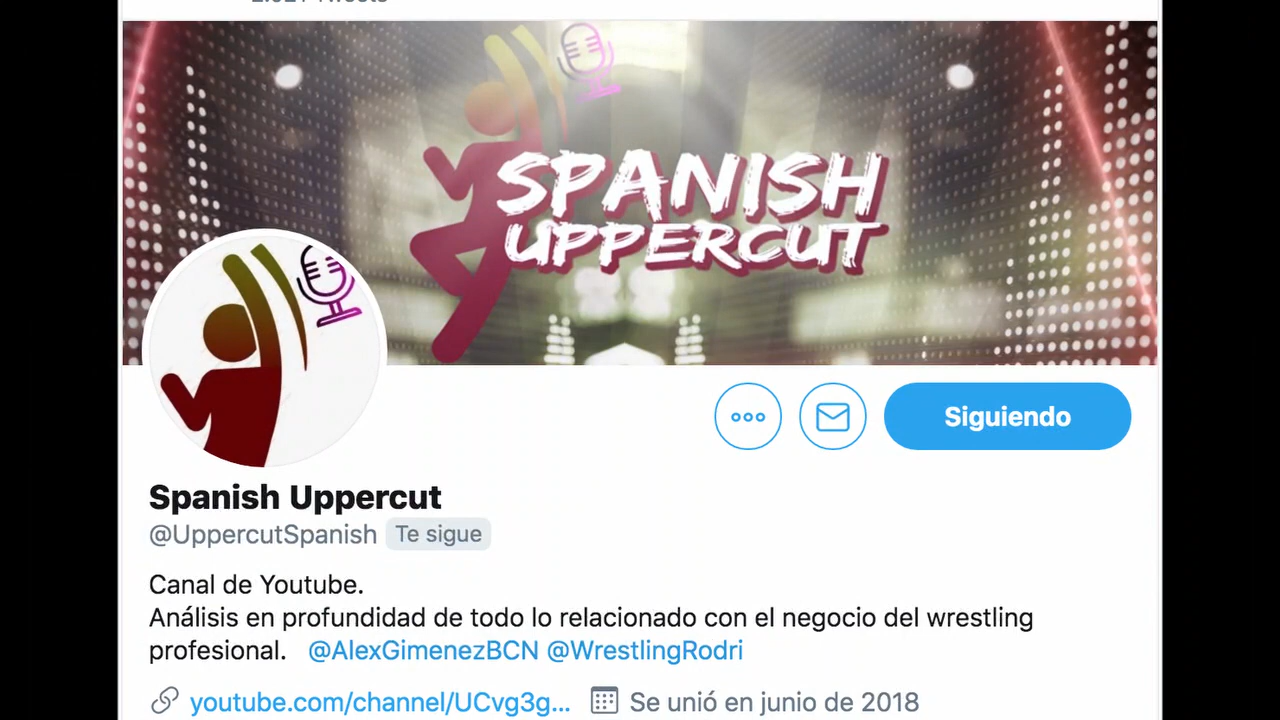 SPANISH
UPPERCUT
Siguiendo
Spanish Uppercut
@UppercutSpanish Te sigue
Canal de Youtube.
Análisis en profundidad de todo lo relacionado con el negocio del wrestling
profesional. @AlexGimenezBCN @WrestlingRodri
youtube.com/channel/UCvg3g... Se unió en junio de 2018